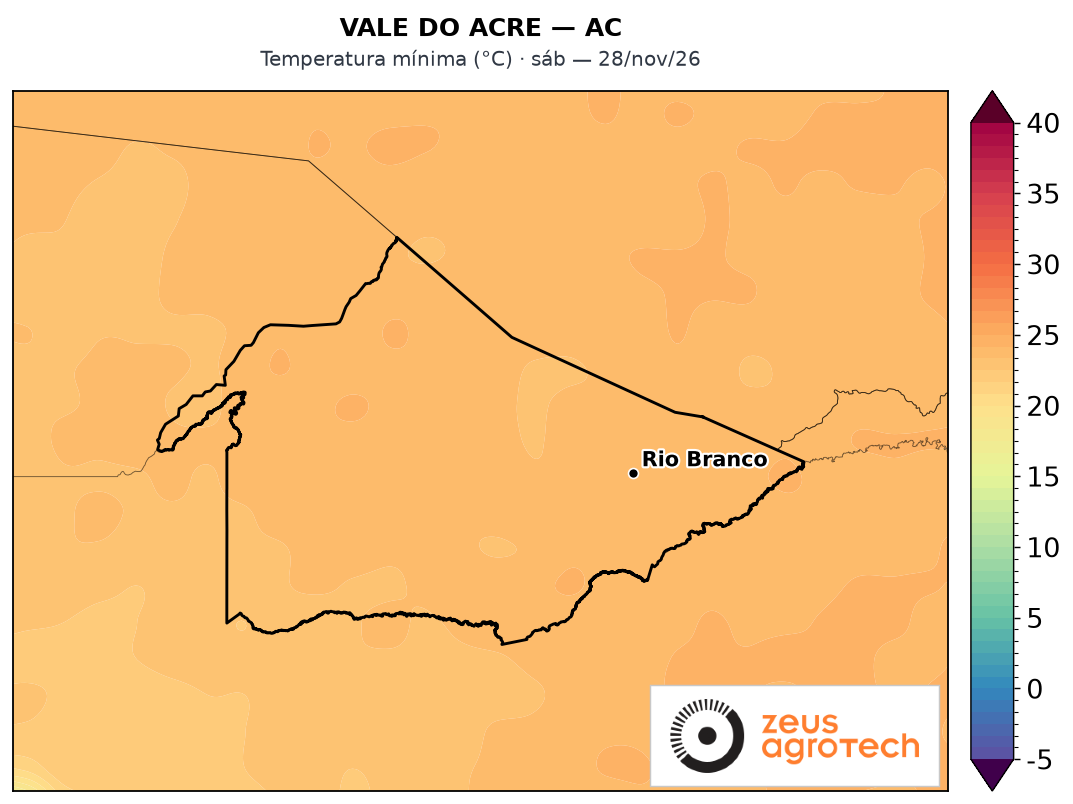 VALE DO ACRE — AC
Temperatura mínima (°C) · sáb — 28/nov/26
40
35
30
25
20
15
10
5
0
-5
Rio Branco
zeus
agrotech